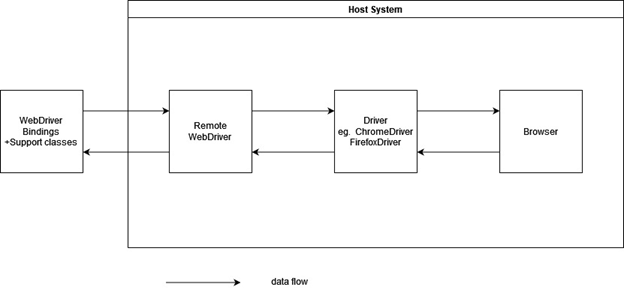 Host System
WebDriver
Bindings
+Support classes
Remote
WebDriver
Driver
eg. ChromeDriver
FirefoxDriver
Browser
data flow